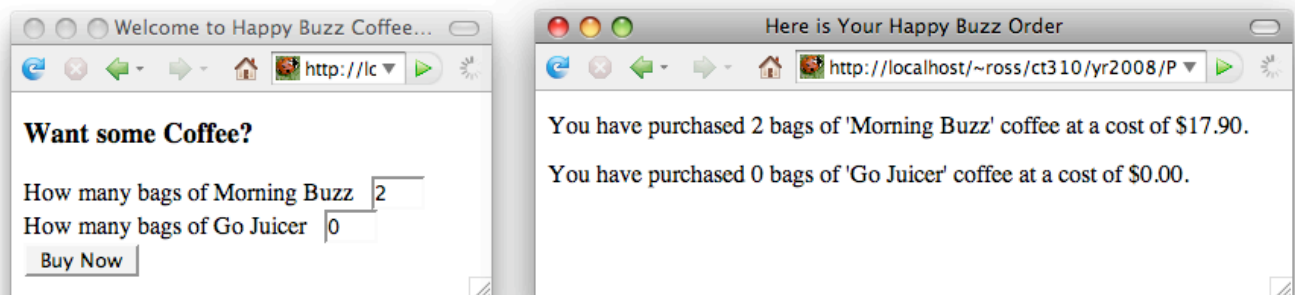 Welcome to Happy Buzz Coffee...
http://lc
Want some Coffee?
How many bags of Morning Buzz 2
How many bags of Go Juicer 0
Buy Now
Here is Your Happy Buzz Order
http://localhost/~ross/ct310/yr2008/P
You have purchased 2 bags of 'Morning Buzz' coffee at a cost of $17.90.
You have purchased 0 bags of 'Go Juicer' coffee at a cost of $0.00.